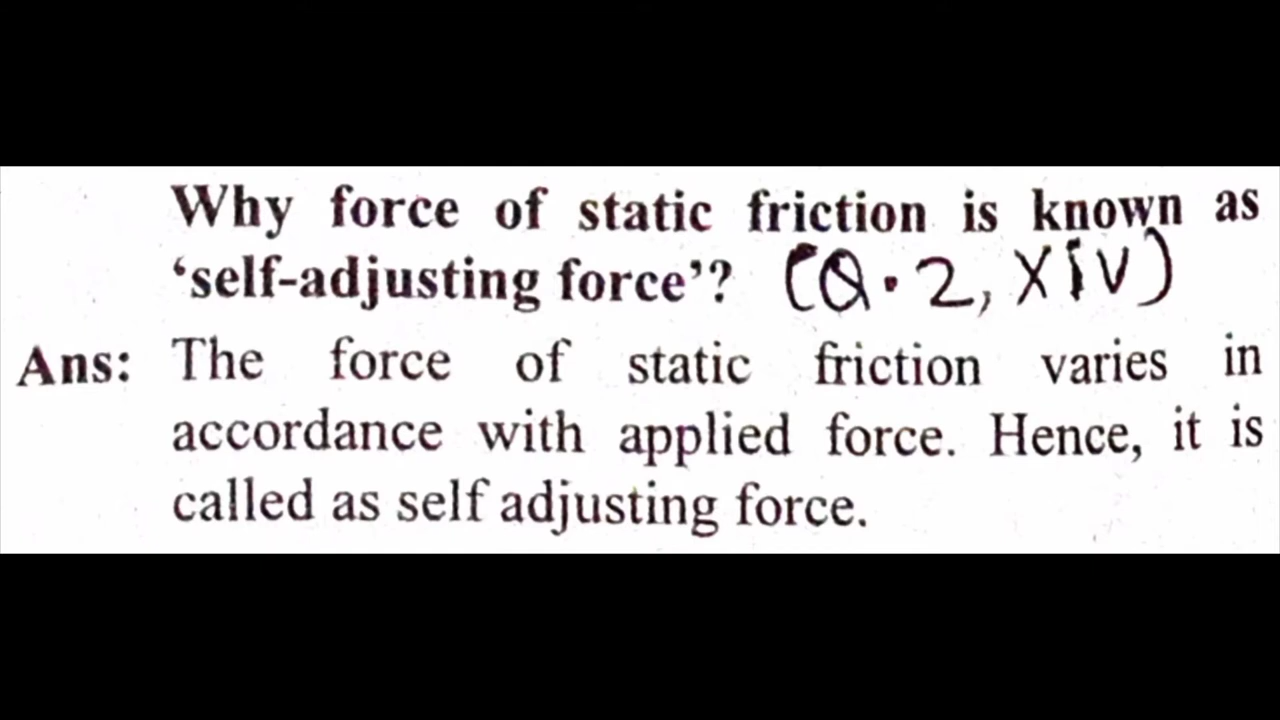 Why force of static friction is known as
‘self-adjusting force’? (Q.2, XIV)
Ans: The force of static friction varies in
accordance with applied force. Hence, it is
called as self adjusting force.